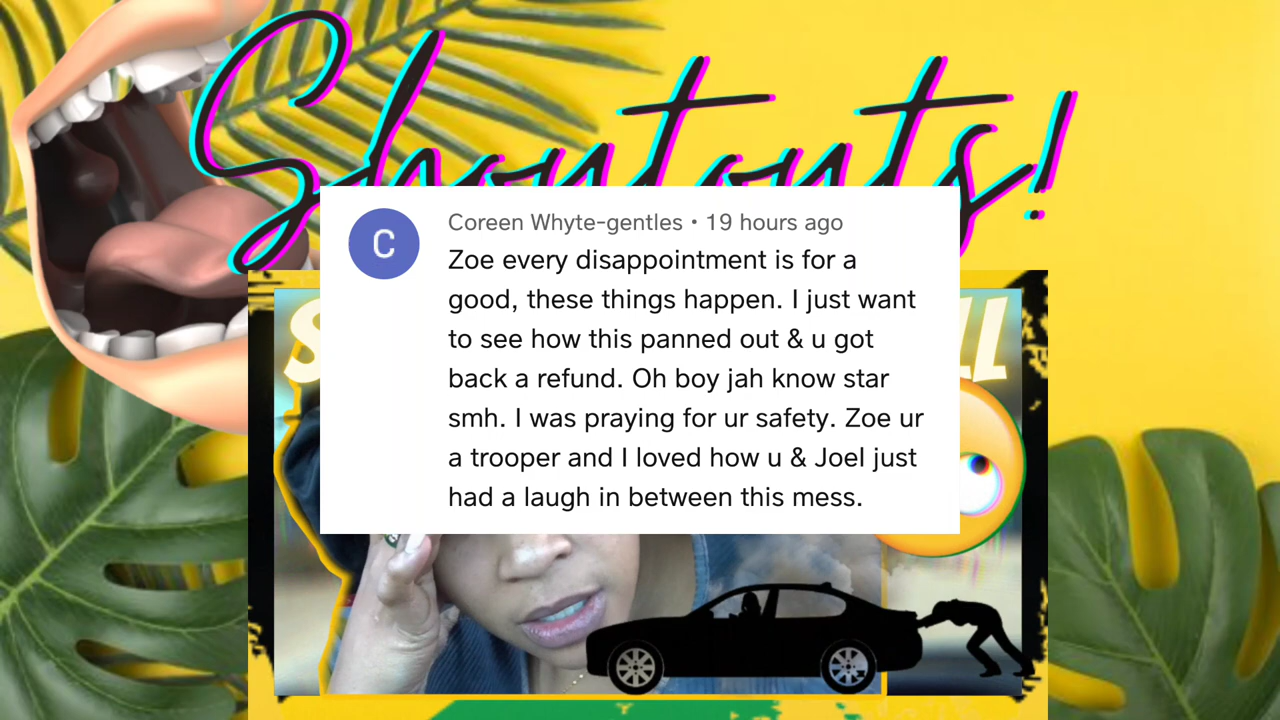 Shoutouts!
Coreen Whyte-gentles • 19 hours ago
C
Zoe every disappointment is for a
good, these things happen. I just want
to see how this panned out & u got
back a refund. Oh boy jah know star
smh. I was praying for ur safety. Zoe ur
a trooper and I loved how u & Joel just
had a laugh in between this mess.